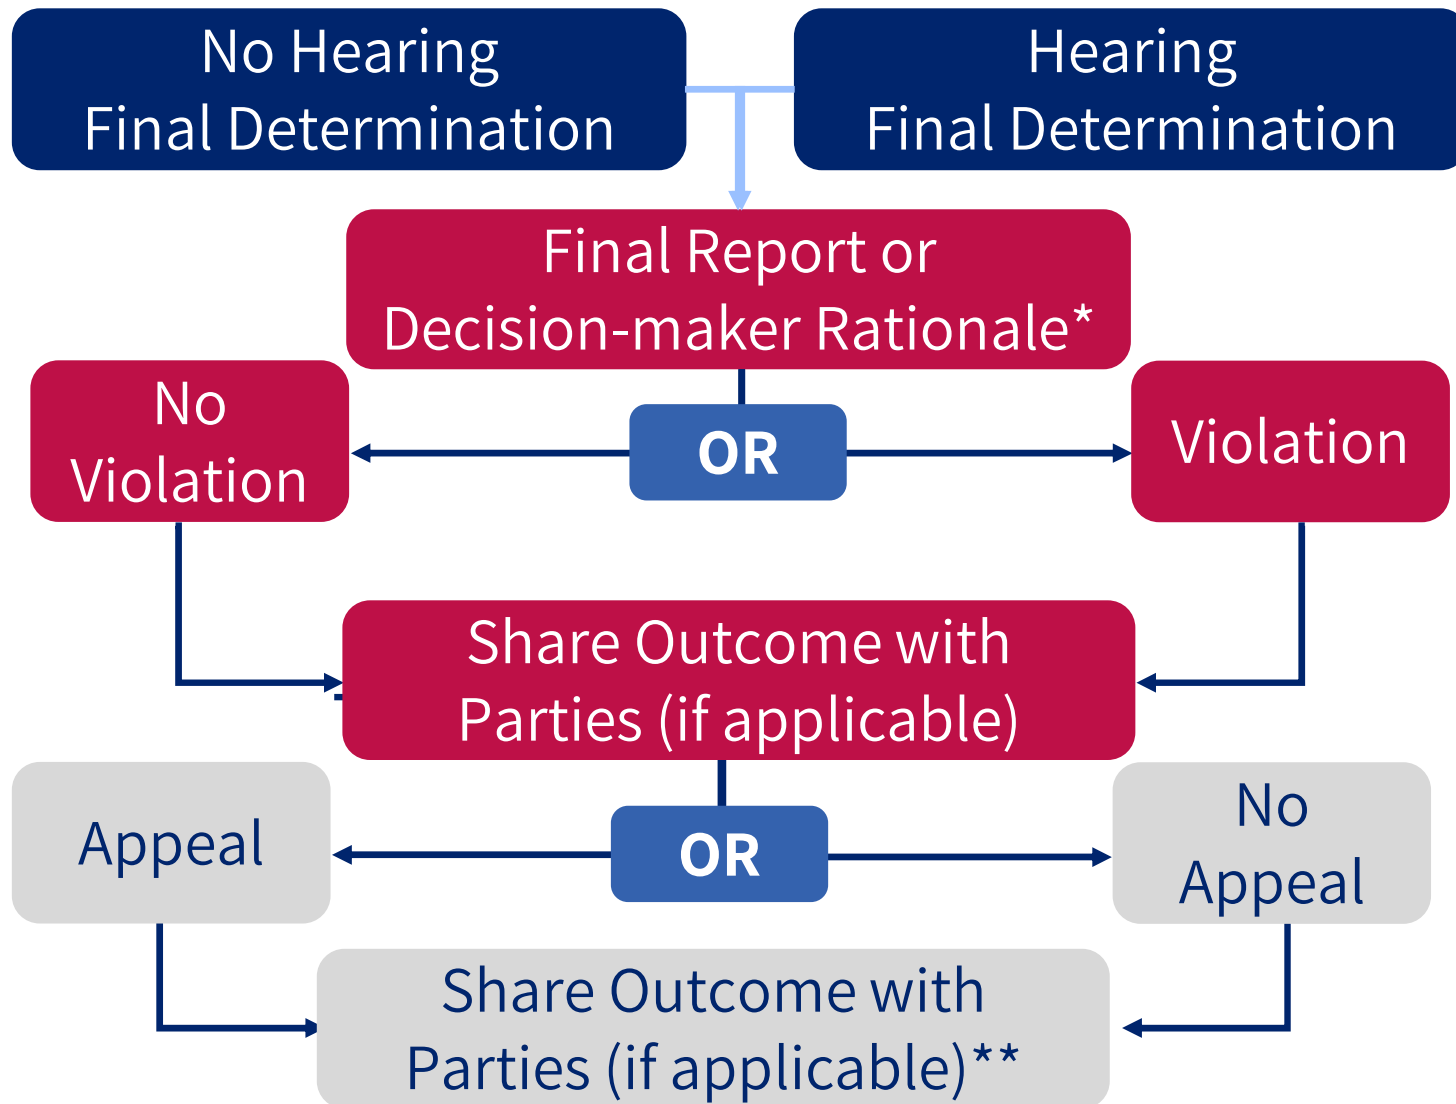 No Hearing
Final Determination
Hearing
Final Determination
Final Report or
Decision-maker Rationale*
No
Violation
OR
Violation
Share Outcome with
Parties (if applicable)
Appeal
OR
No
Appeal
Share Outcome with
Parties (if applicable)**